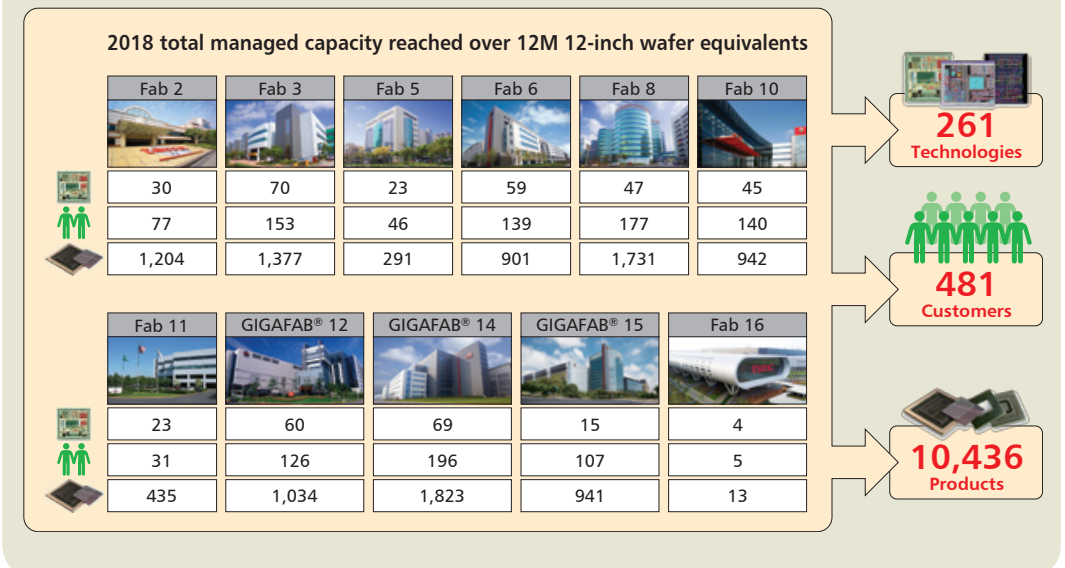 2018 total managed capacity reached over 12M 12-inch wafer equivalents
Fab 2 Fab 3 Fab 5 Fab 6 Fab 8 Fab 10
30 70 23 59 47 45
77 153 46 139 177 140
1,204 1,377 291 901 1,731 942
Fab 11 GIGAFAB® 12 GIGAFAB® 14 GIGAFAB® 15 Fab 16
23 60 69 15 4
31 126 196 107 5
435 1,034 1,823 941 13
261
Technologies
481
Customers
10,436
Products